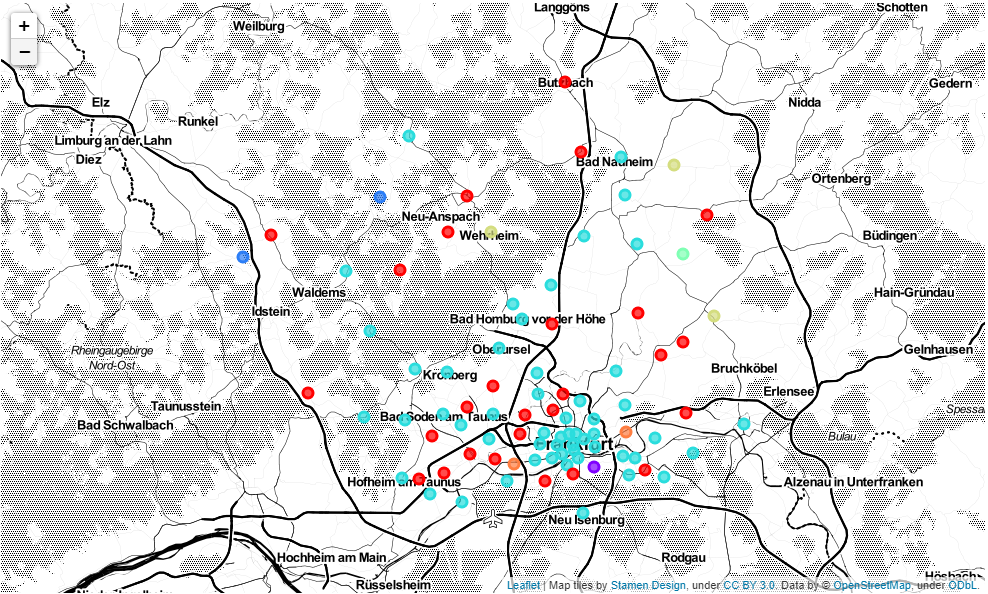 Langgöns
Schotten
+
Weilburg
−
Butzbach
Gedern
Elz
Nidda
Runkel
Limburg an der Lahn
Diez
Bad Nauheim
Ortenberg
Neu-Anspach
Wehrheim
Büdingen
Waldems
Hain-Gründau
Idstein
Bad Homburg vor der Höhe
Rheingaugebirge
Nord-Ost
Oberursel
Gelnhausen
Kronberg
Bruchköbel
Erlensee
Taunusstein
Spessa
Bad Soden am Taunus
Bad Schwalbach
Bulau
Frankfurt
Hofheim am Taunus
Alzenau in Unterfranken
Neu Isenburg
Hochheim am Main
Rodgau
Hösbach
Rüsselsheim
Leaflet | Map tiles by Stamen Design, under CC BY 3.0. Data by © OpenStreetMap, under ODbL.